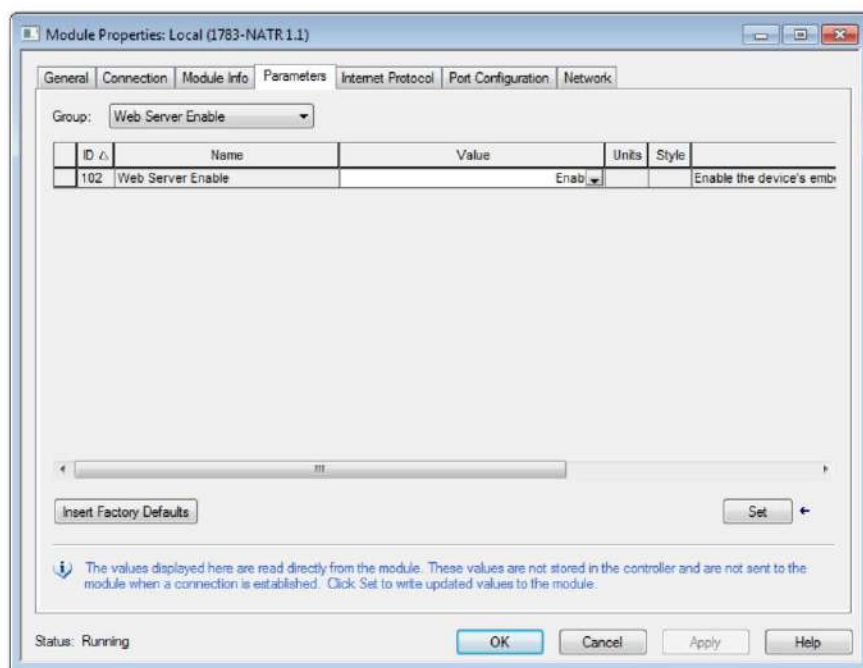 Module Properties: Local (1783-NATR 1.1)
General Connection Module Info Parameters Internet Protocol Port Configuration Network
Group: Web Server Enable
ID Name Value Units Style
102 Web Server Enable Enab Enable the device's emb
Insert Factory Defaults Set
The values displayed here are read directly from the module. These values are not stored in the controller and are not sent to the
module when a connection is established. Click Set to write updated values to the module.
Status: Running OK Cancel Apply Help